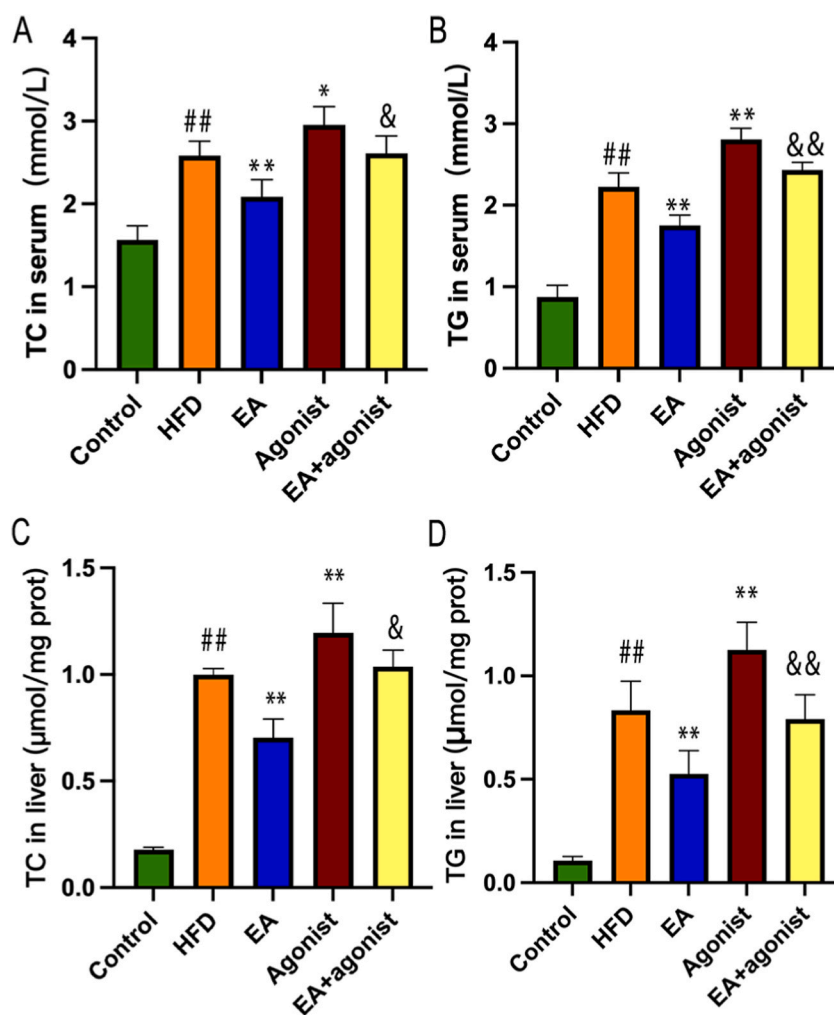 A
TC in serum (mmol/L)
4
3
2
1
0
##
**
*
&
Control
HFD
EA
Agonist
EA+agonist
B
TG in serum (mmol/L)
4
3
2
1
0
##
**
**
&&
Control
HFD
EA
Agonist
EA+agonist
C
TC in liver (μmol/mg prot)
1.5
1.0
0.5
0.0
##
**
**
&
Control
HFD
EA
Agonist
EA+agonist
D
TG in liver (μmol/mg prot)
1.5
1.0
0.5
0.0
##
**
**
&&
Control
HFD
EA
Agonist
EA+agonist